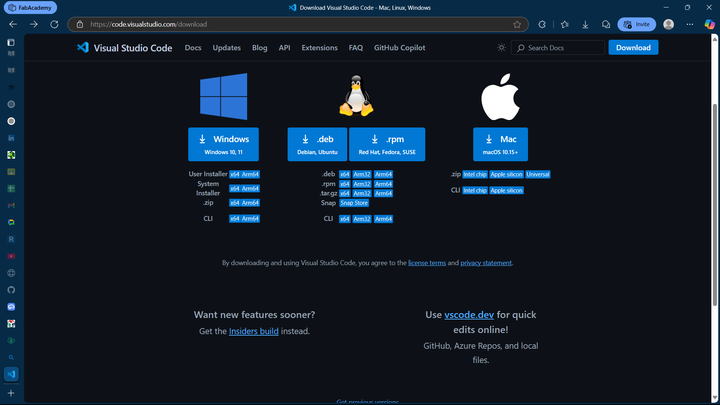 FabAcademy
Download Visual Studio Code - Mac, Linux, Windows
https://code.visualstudio.com/download
Invite
Visual Studio Code Docs Updates Blog API Extensions FAQ GitHub Copilot Search Docs Download
Windows
Windows 10, 11
.deb
Debian, Ubuntu
.rpm
Red Hat, Fedora, SUSE
Mac
macOS 10.15+
User Installer x64 Arm64
System Installer x64 Arm64
.zip x64 Arm64
CLI x64 Arm64
.deb x64 Arm32 Arm64
.rpm x64 Arm32 Arm64
.tar.gz x64 Arm32 Arm64
Snap Snap Store
CLI x64 Arm32 Arm64
.zip Intel chip Apple silicon Universal
CLI Intel chip Apple silicon
By downloading and using Visual Studio Code, you agree to the license terms and privacy statement.
Want new features sooner?
Get the Insiders build instead.
Use vscode.dev for quick
edits online!
GitHub, Azure Repos, and local
files.
Get previous versions